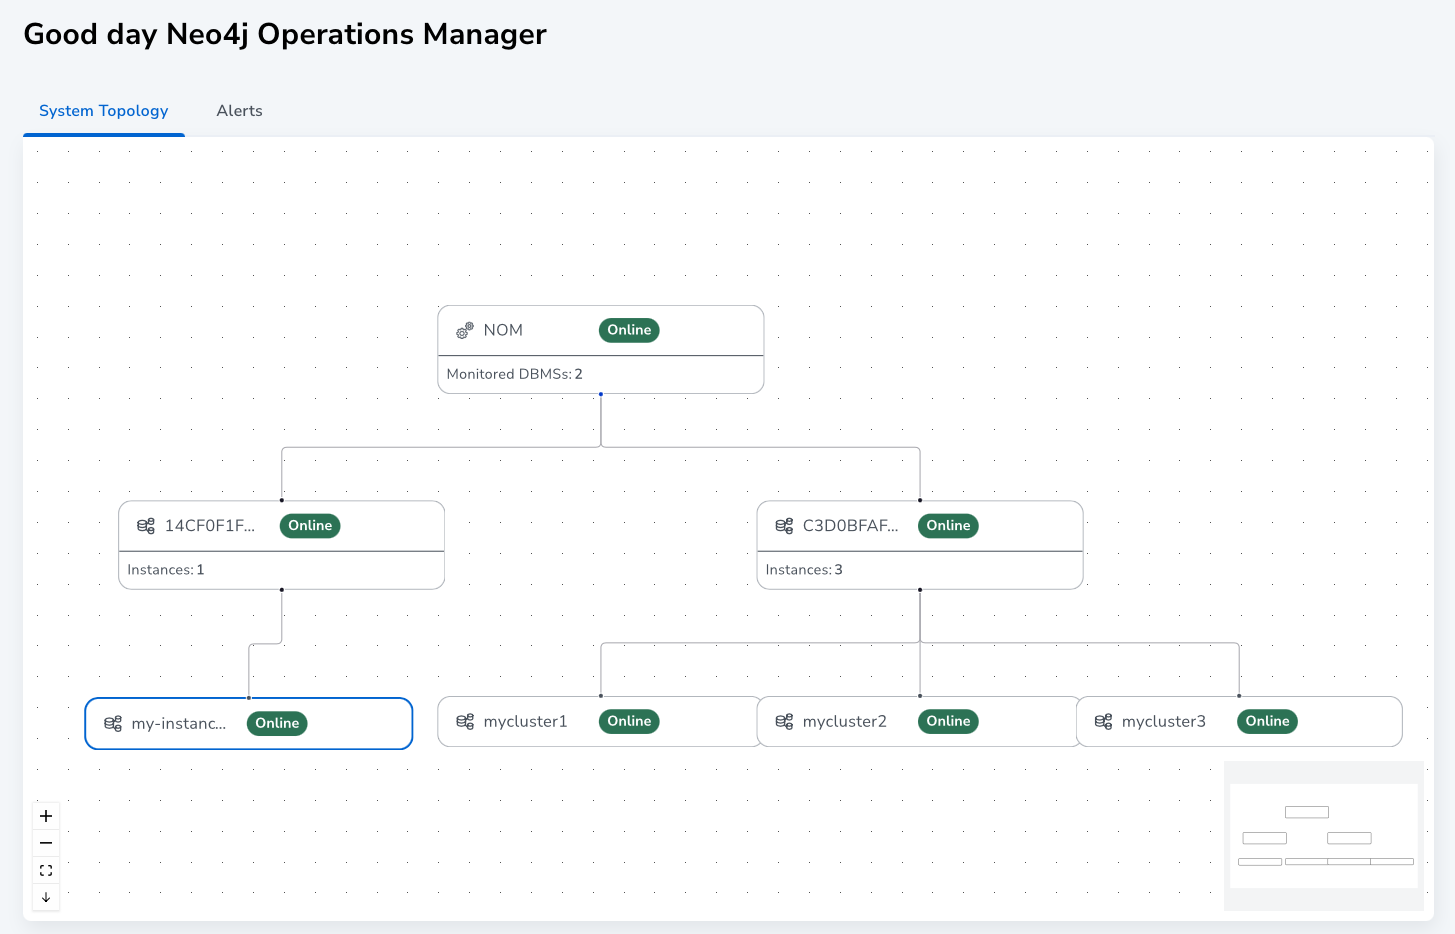 Good day Neo4j Operations Manager
System Topology
Alerts
NOM Online
Monitored DBMSs: 2
14CF0F1F... Online
Instances: 1
C3D0BFAF... Online
Instances: 3
my-instanc... Online
mycluster1 Online
mycluster2 Online
mycluster3 Online